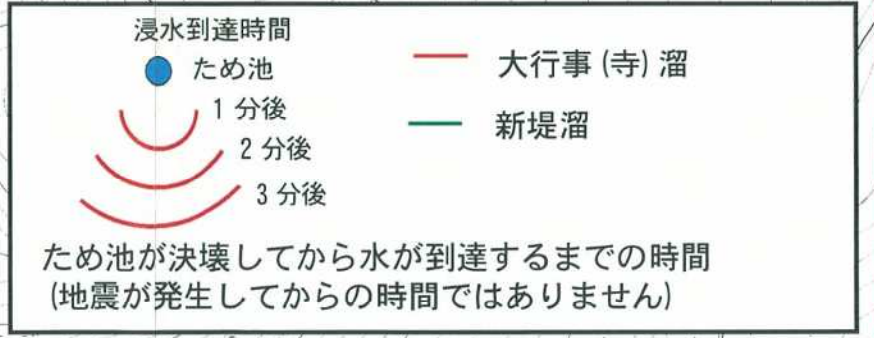 浸水到達時間
ため池
1分後
2分後
3分後
大行事(寺)溜
新堤溜
ため池が決壊してから水が到達するまでの時間
(地震が発生してからの時間ではありません)